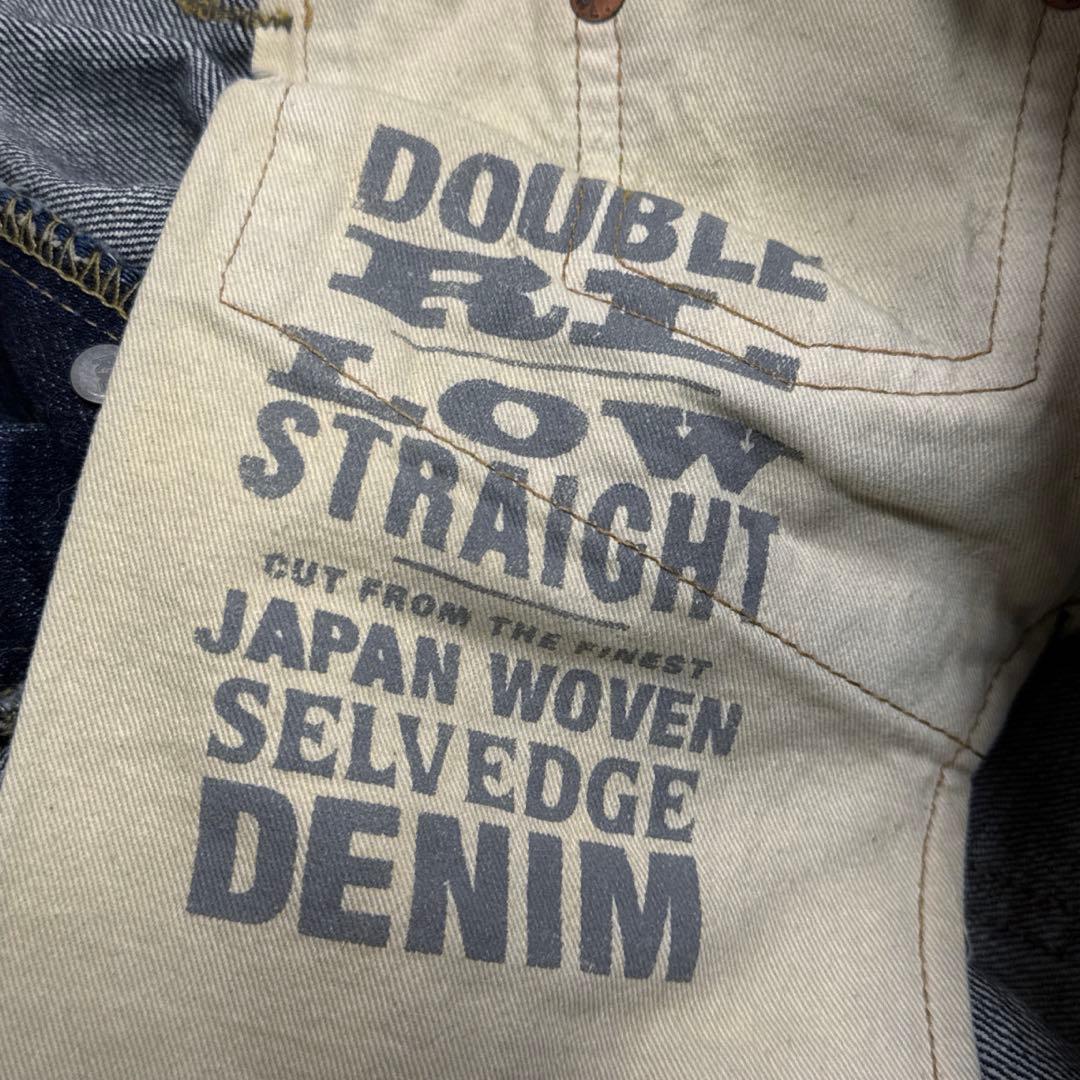 DOUBLE
RL
LOW
STRAIGHT
CUT FROM THE FINEST
JAPAN WOVEN
SELVEDGE
DENIM